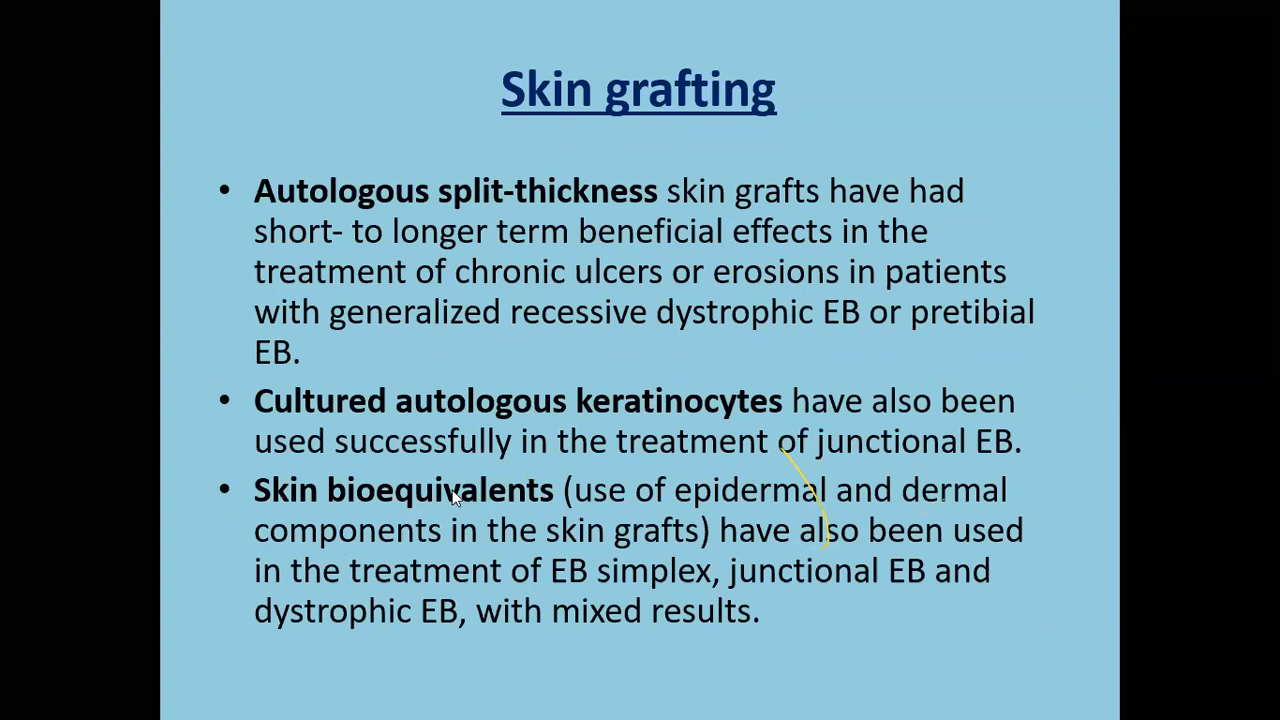 Skin grafting
• Autologous split-thickness skin grafts have had
short- to longer term beneficial effects in the
treatment of chronic ulcers or erosions in patients
with generalized recessive dystrophic EB or pretibial
EB.
• Cultured autologous keratinocytes have also been
used successfully in the treatment of junctional EB.
• Skin bioequivalents (use of epidermal and dermal
components in the skin grafts) have also been used
in the treatment of EB simplex, junctional EB and
dystrophic EB, with mixed results.